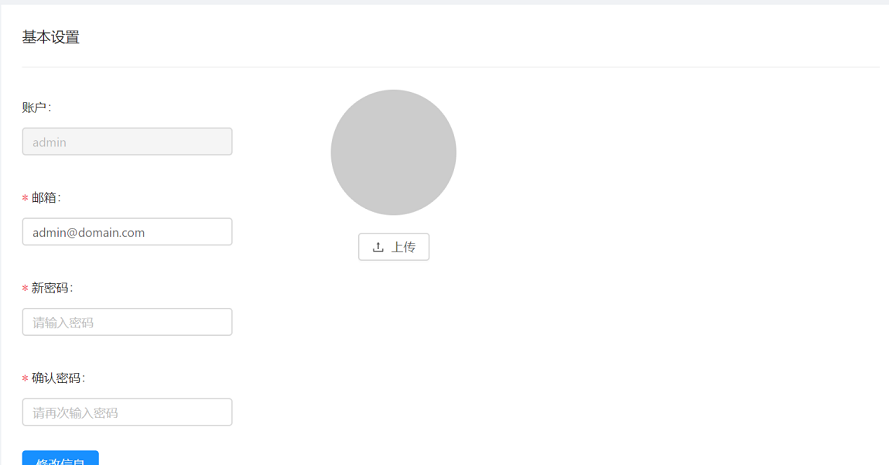 基本设置
账户：
admin
* 邮箱：
admin@domain.com
上传
* 新密码：
请输入密码
* 确认密码：
请再次输入密码
修改信息